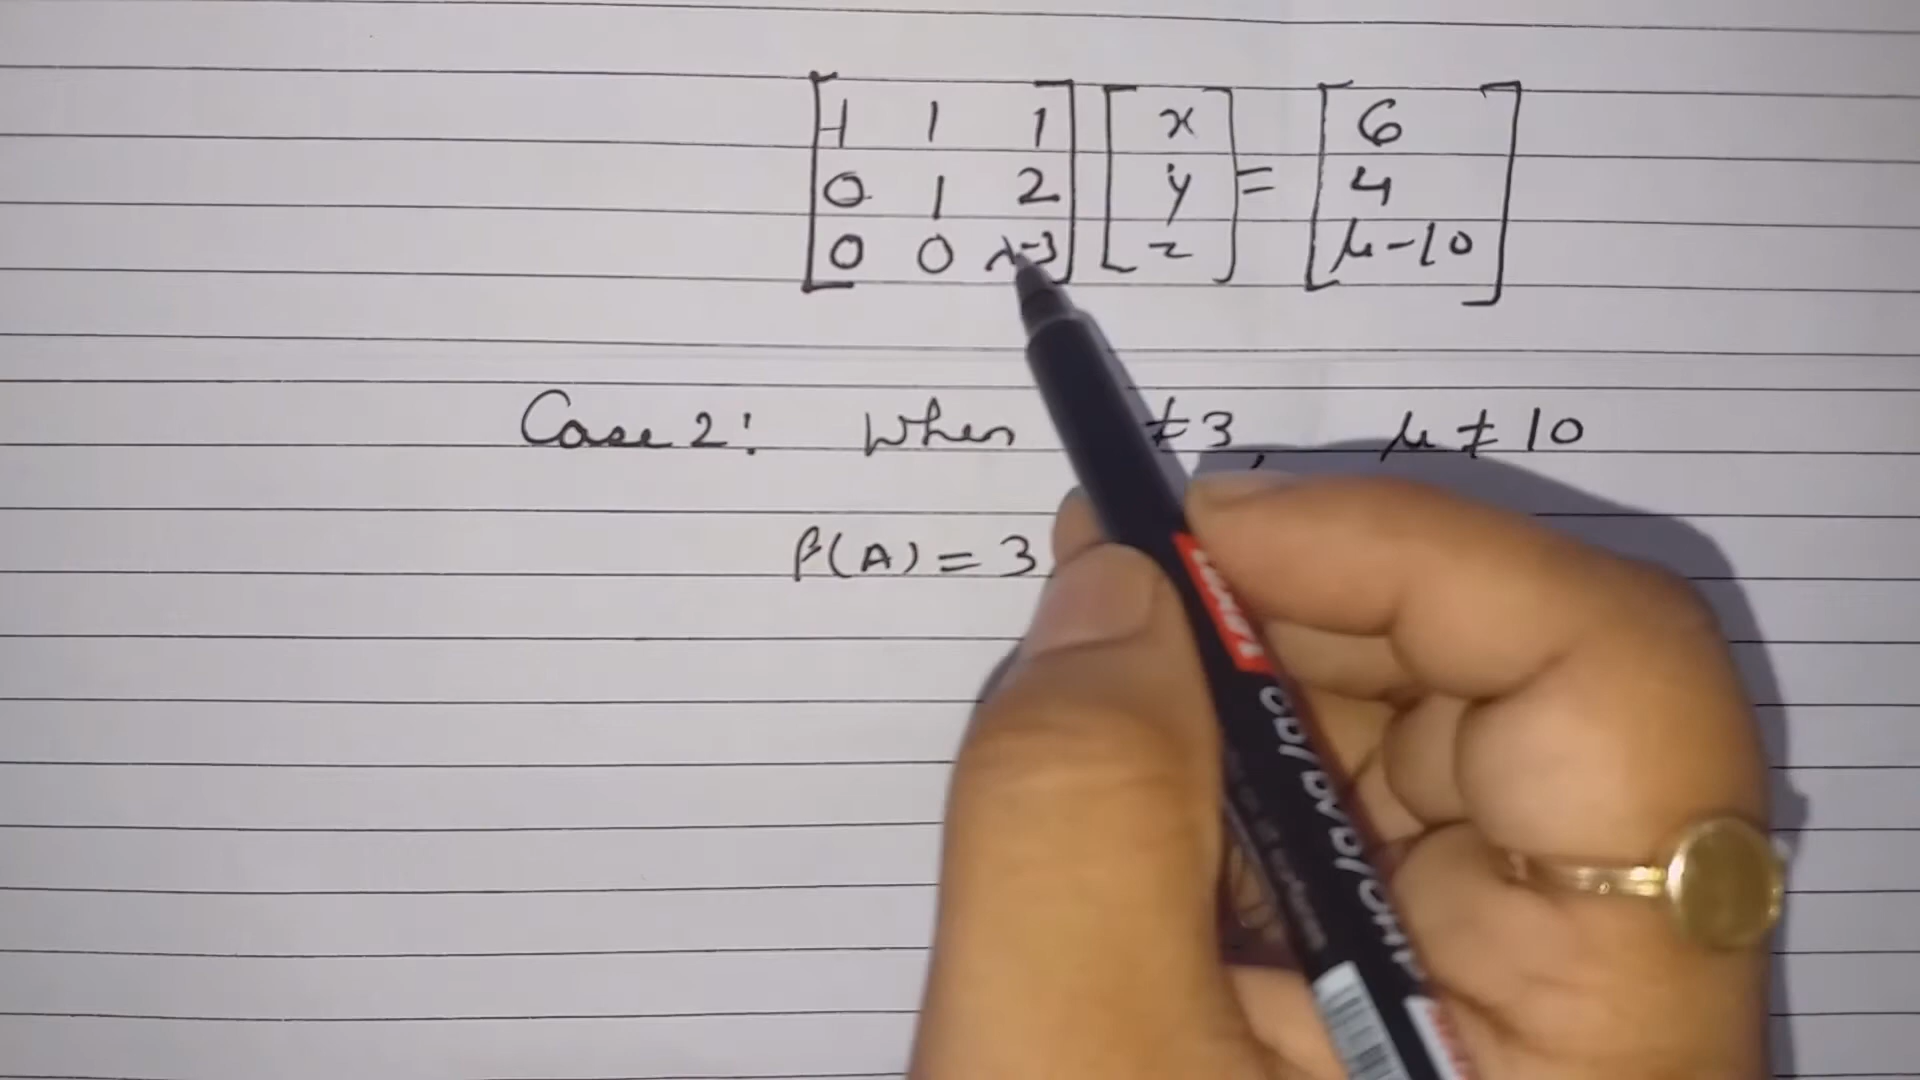 1 1 1 x 6
0 1 2 y = 4
0 0 λ-3 z μ-10
Case 2: When ≠3, μ ≠ 10
ρ(A) = 3